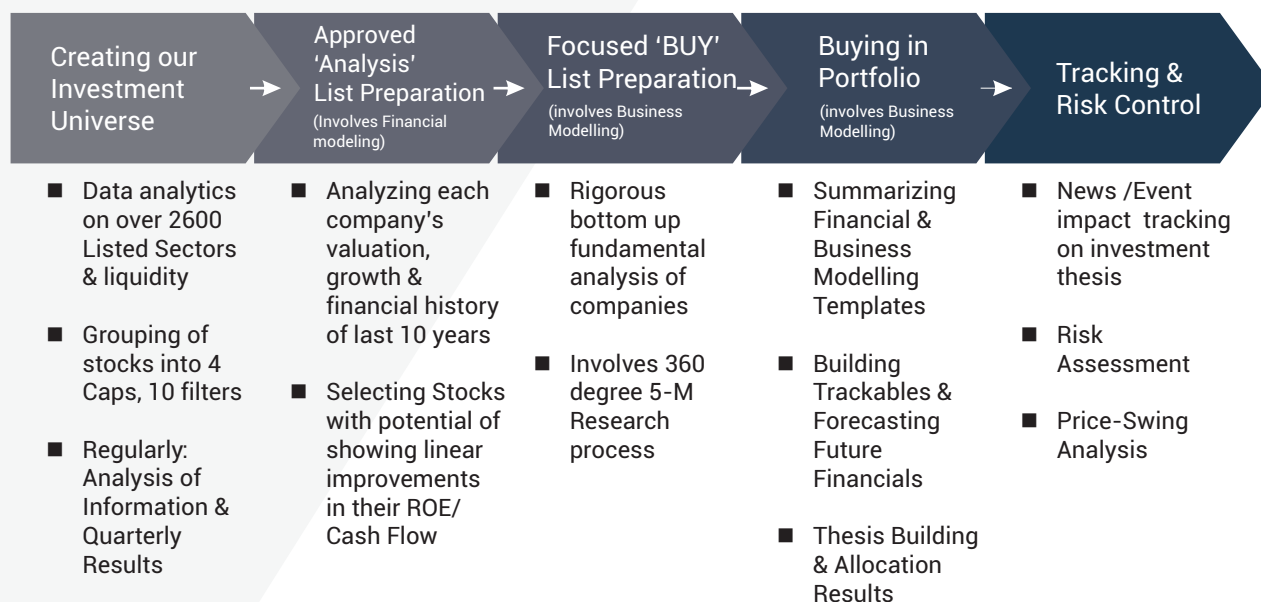 Creating our
Investment
Universe
Approved
‘Analysis’
List Preparation
(Involves Financial
modeling)
Focused ‘BUY’
List Preparation
(involves Business
Modelling)
Buying in
Portfolio
(involves Business
Modelling)
Tracking &
Risk Control
■ Data analytics
on over 2600
Listed Sectors
& liquidity
■ Grouping of
stocks into 4
Caps, 10 filters
■ Regularly:
Analysis of
Information &
Quarterly
Results
■ Analyzing each
company’s
valuation,
growth &
financial history
of last 10 years
■ Selecting Stocks
with potential of
showing linear
improvements
in their ROE/
Cash Flow
■ Rigorous
bottom up
fundamental
analysis of
companies
■ Involves 360
degree 5-M
Research
process
■ Summarizing
Financial &
Business
Modelling
Templates
■ Building
Trackables &
Forecasting
Future
Financials
■ Thesis Building
& Allocation
Results
■ News /Event
impact tracking
on investment
thesis
■ Risk
Assessment
■ Price-Swing
Analysis